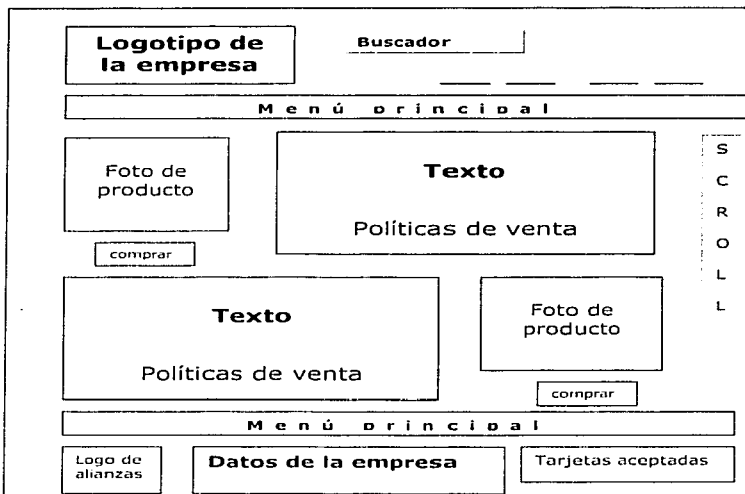 Logotipo de
la empresa
Buscador
Menú principal
Foto de
producto
comprar
Texto
Políticas de venta
S
C
R
O
L
L
Texto
Políticas de venta
Foto de
producto
comprar
Menú principal
Logo de
alianzas
Datos de la empresa
Tarjetas aceptadas